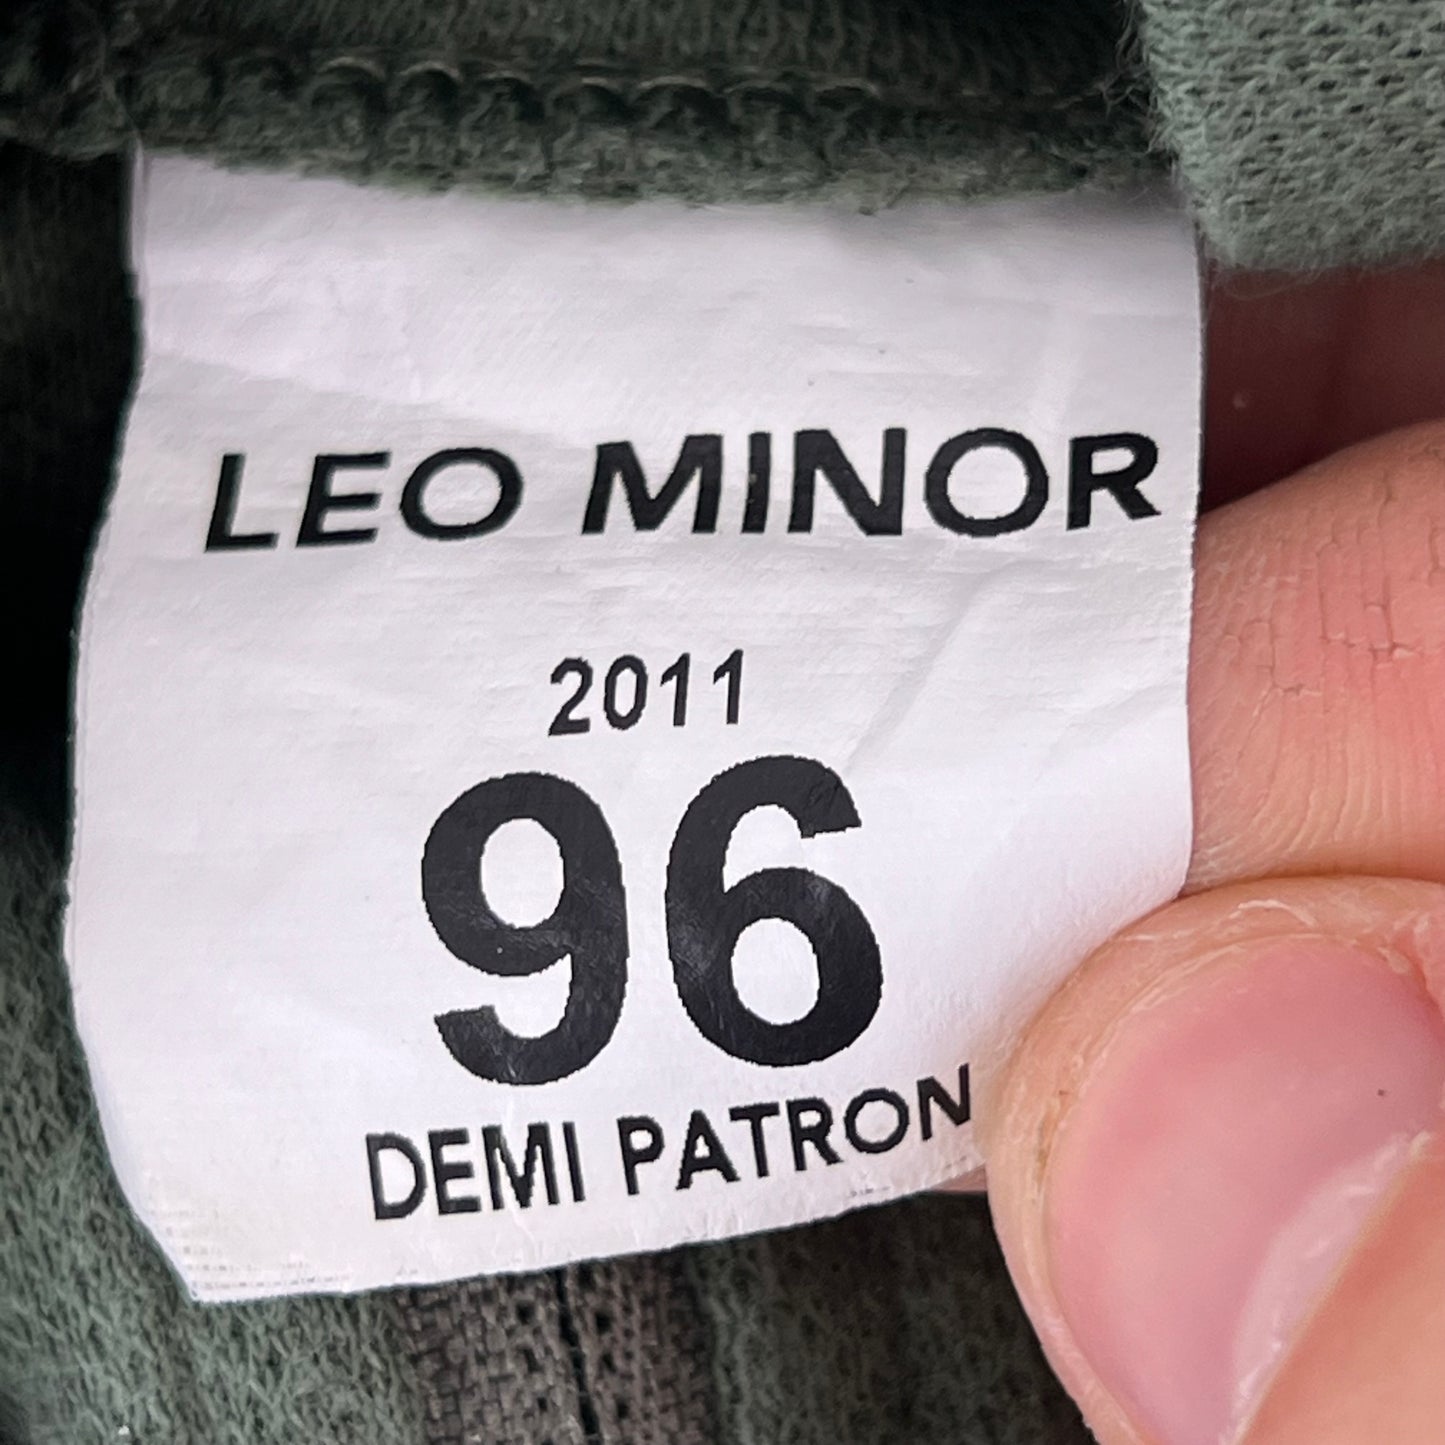 LEO MINOR
2011
96
DEMI PATRON